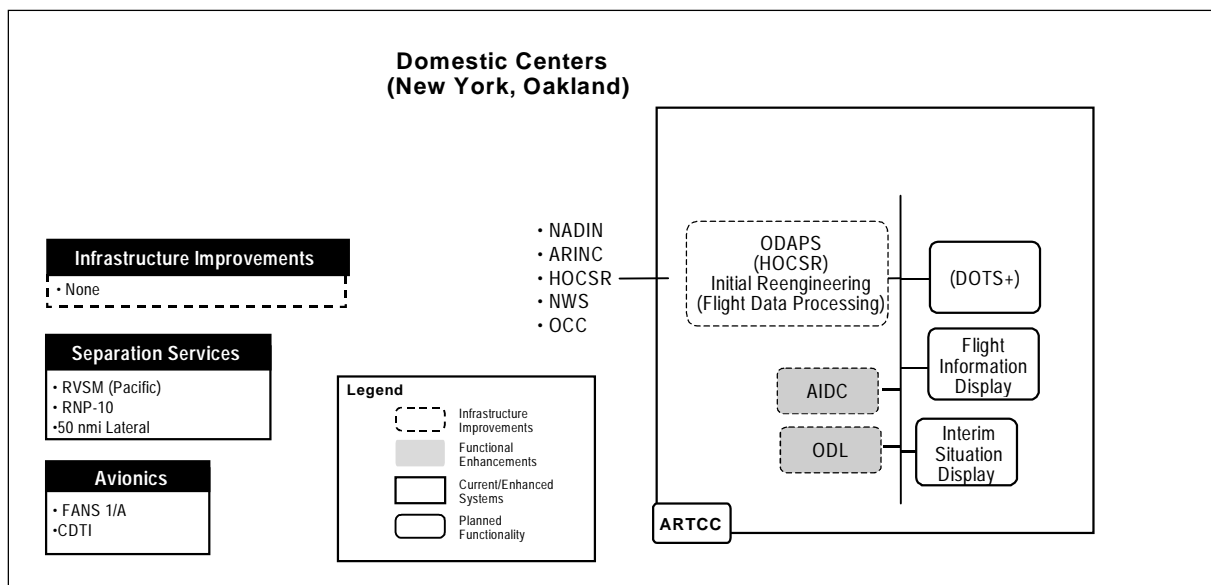 Domestic Centers
(New York, Oakland)
Infrastructure Improvements
· None
Separation Services
· RVSM (Pacific)
· RNP-10
·50 nmi Lateral
Avionics
· FANS 1/A
·CDTI
Legend
Infrastructure
Improvements
Functional
Enhancements
Current/Enhanced
Systems
Planned
Functionality
· NADIN
· ARINC
· HOCSR
· NWS
· OCC
ODAPS
(HOCSR)
Initial Reengineering
(Flight Data Processing)
(DOTS+)
Flight
Information
Display
AIDC
ODL
Interim
Situation
Display
ARTCC